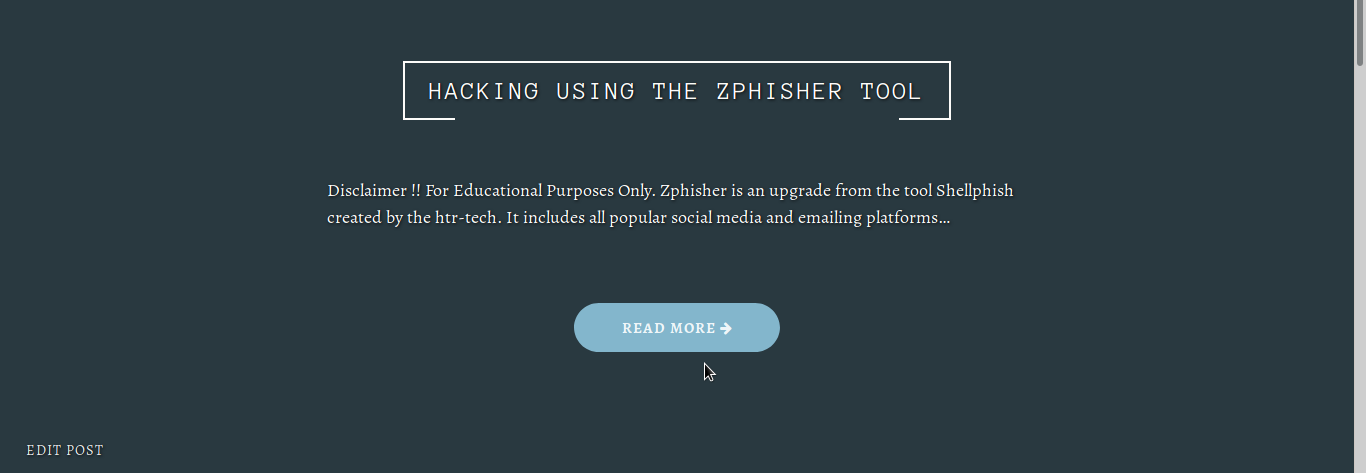 HACKING USING THE ZPHISHER TOOL
Disclaimer !! For Educational Purposes Only. Zphisher is an upgrade from the tool Shellphish
created by the htr-tech. It includes all popular social media and emailing platforms…
READ MORE →
EDIT POST